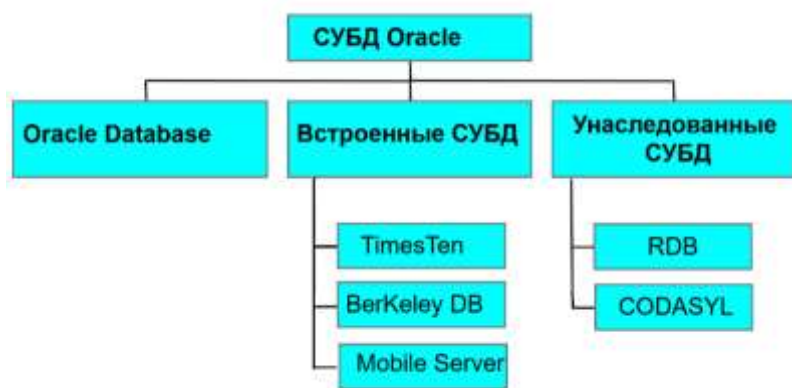 СУБД Oracle
Oracle Database
Встроенные СУБД
Унаследованные
СУБД
TimesTen
RDB
BerKeley DB
CODASYL
Mobile Server